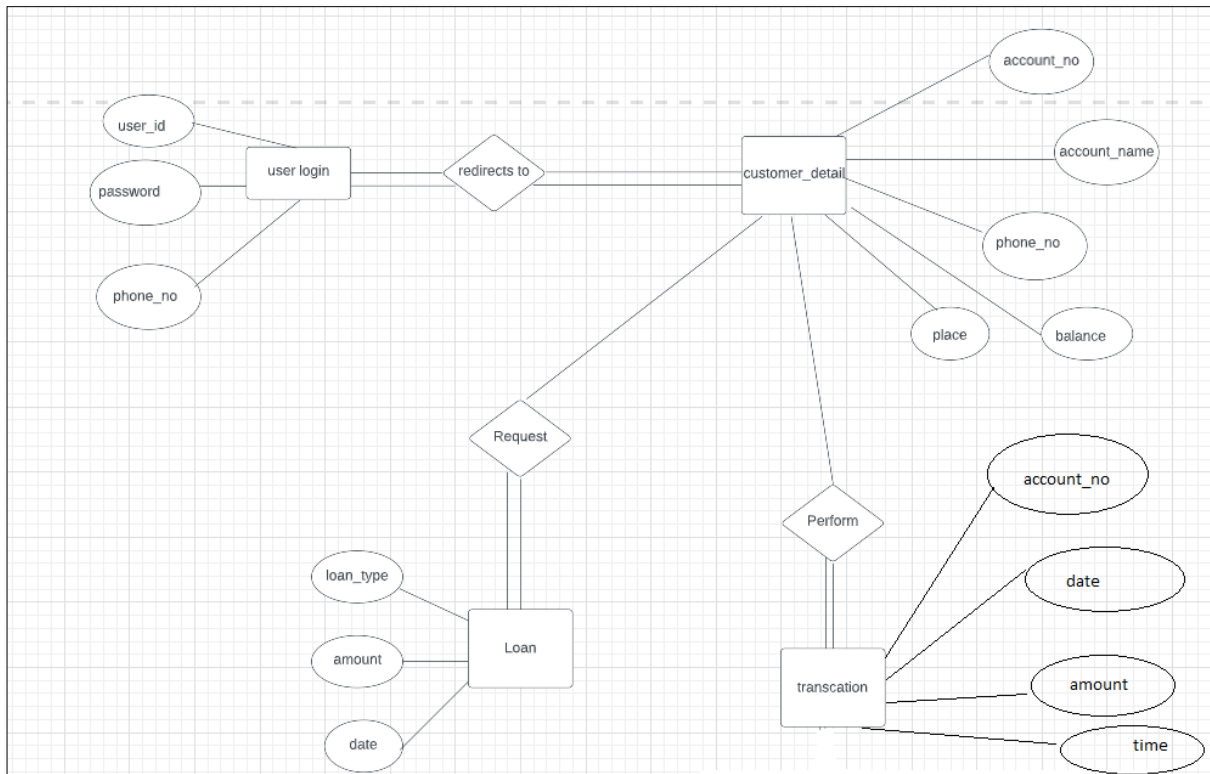 account_no
user_id
account_name
user login
redirects to
customer_detail
password
phone_no
phone_no
place
balance
Request
account_no
Perform
loan_type
date
Loan
amount
transcation
amount
date
time